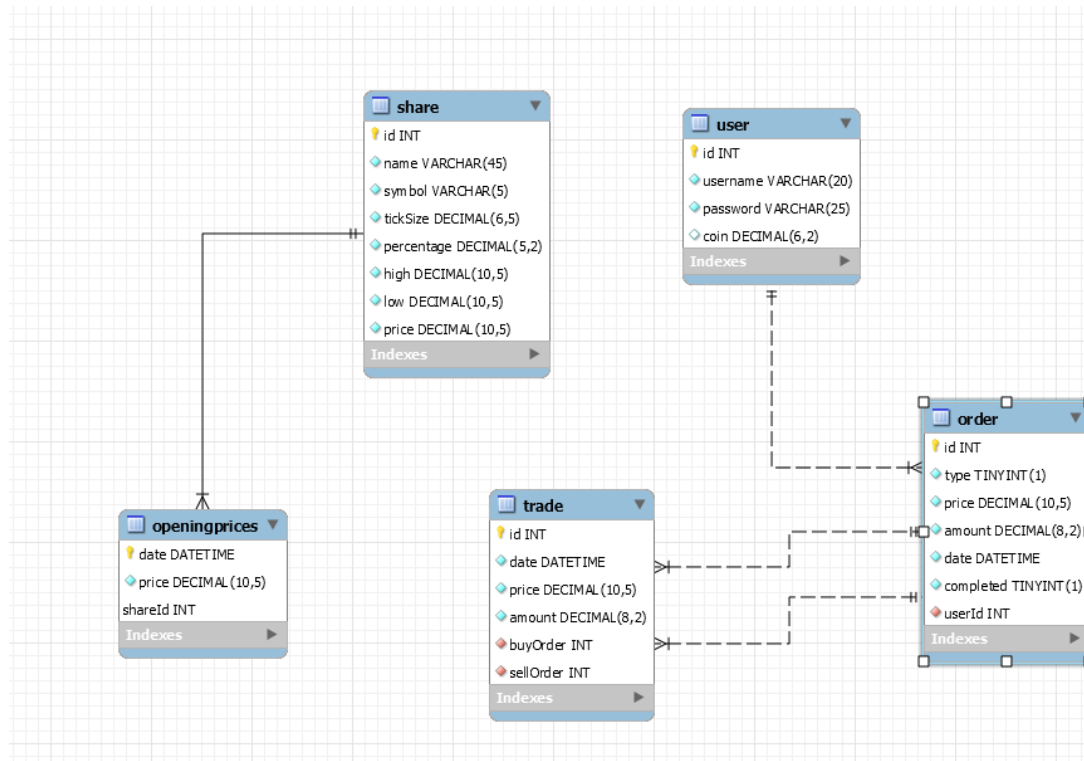 share
id INT
name VARCHAR(45)
symbol VARCHAR(5)
tickSize DECIMAL(6,5)
percentage DECIMAL(5,2)
high DECIMAL(10,5)
low DECIMAL(10,5)
price DECIMAL(10,5)
Indexes
user
id INT
username VARCHAR(20)
password VARCHAR(25)
coin DECIMAL(6,2)
Indexes
order
id INT
type TINYINT(1)
price DECIMAL(10,5)
amount DECIMAL(8,2)
date DATETIME
completed TINYINT(1)
userId INT
Indexes
trade
id INT
date DATETIME
price DECIMAL(10,5)
amount DECIMAL(8,2)
buyOrder INT
sellOrder INT
Indexes
openingprices
date DATETIME
price DECIMAL(10,5)
shareId INT
Indexes